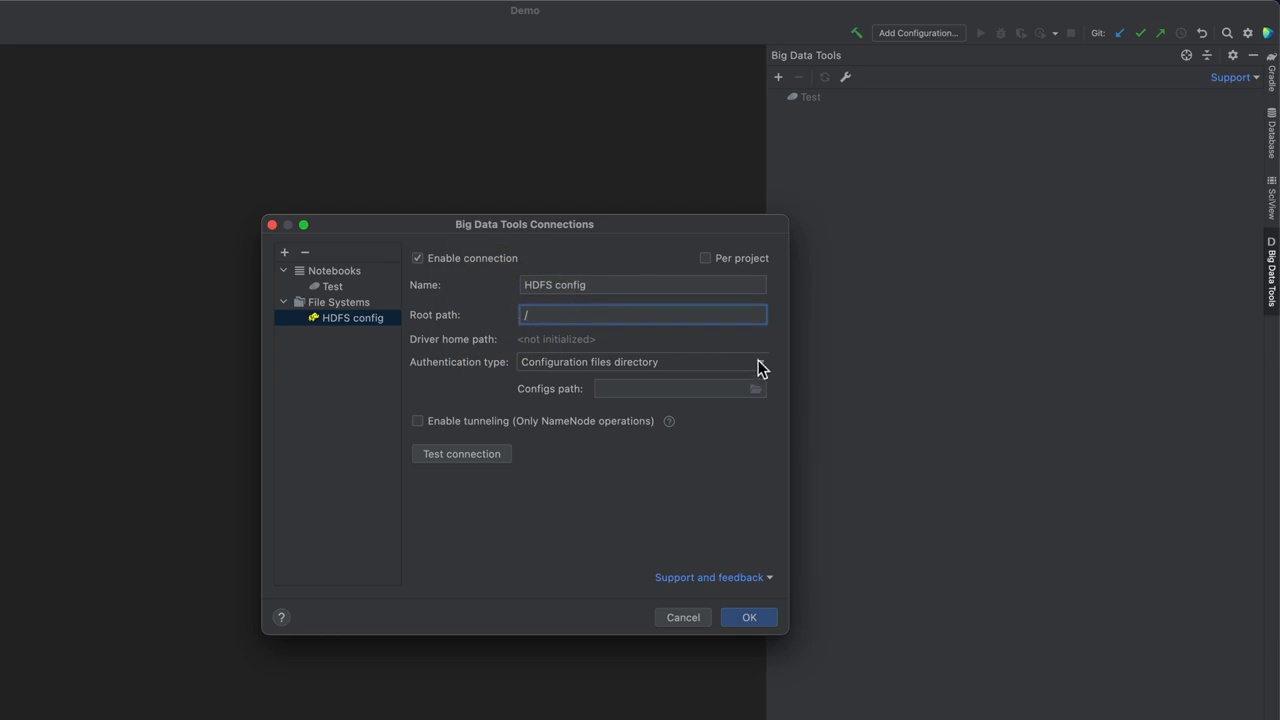 Demo
Add Configuration...
Git:
Big Data Tools
Support
Test
Gradle
Database
SciView
Big Data Tools
Big Data Tools Connections
Notebooks
Test
File Systems
HDFS config
Enable connection
Per project
Name:
HDFS config
Root path:
/
Driver home path:
<not initialized>
Authentication type:
Configuration files directory
Configs path:
Enable tunneling (Only NameNode operations)
Test connection
Support and feedback
?
Cancel
OK